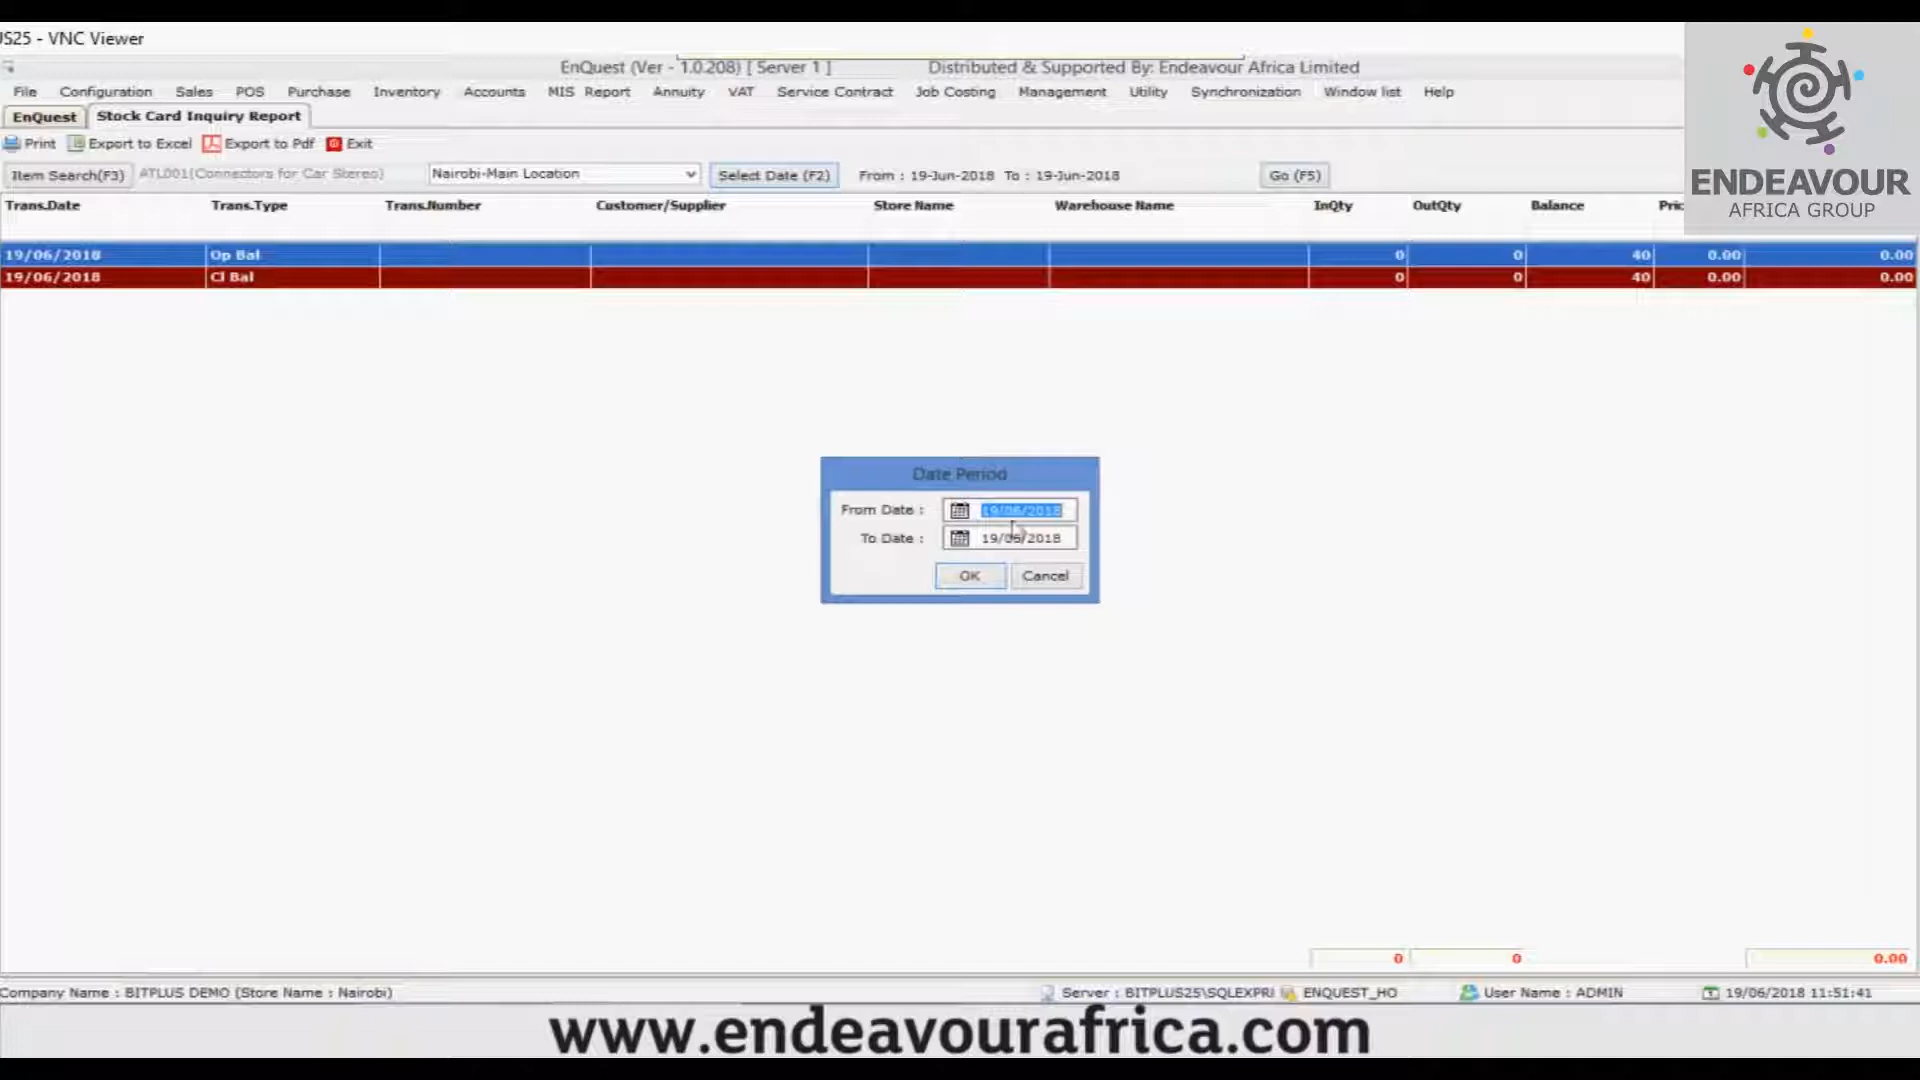 US25 - VNC Viewer
EnQuest (Ver - 1.0.208) [ Server 1 ] Distributed & Supported By: Endeavour Africa Limited
File Configuration Sales POS Purchase Inventory Accounts MIS Report Annuity VAT Service Contract Job Costing Management Utility Synchronization Window list Help
EnQuest Stock Card Inquiry Report
Print Export to Excel Export to Pdf Exit
Item Search(F3) ATL001(Connectors for Car Stereo) Nairobi-Main Location Select Date (F2) From : 19-Jun-2018 To : 19-Jun-2018 Go (F5)
ENDEAVOUR
AFRICA GROUP
Trans.Date Trans.Type Trans.Number Customer/Supplier Store Name Warehouse Name InQty OutQty Balance Pric
19/06/2018 Op Bal 0 0 40 0.00 0.00
19/06/2018 Cl Bal 0 0 40 0.00 0.00
Date Period
From Date : 19/06/2018
To Date : 19/06/2018
OK Cancel
0 0 0.00
Company Name : BITPLUS DEMO (Store Name : Nairobi) Server : BITPLUS25\SQLEXPRI ENQUEST_HO User Name : ADMIN 19/06/2018 11:51:41
www.endeavourafrica.com